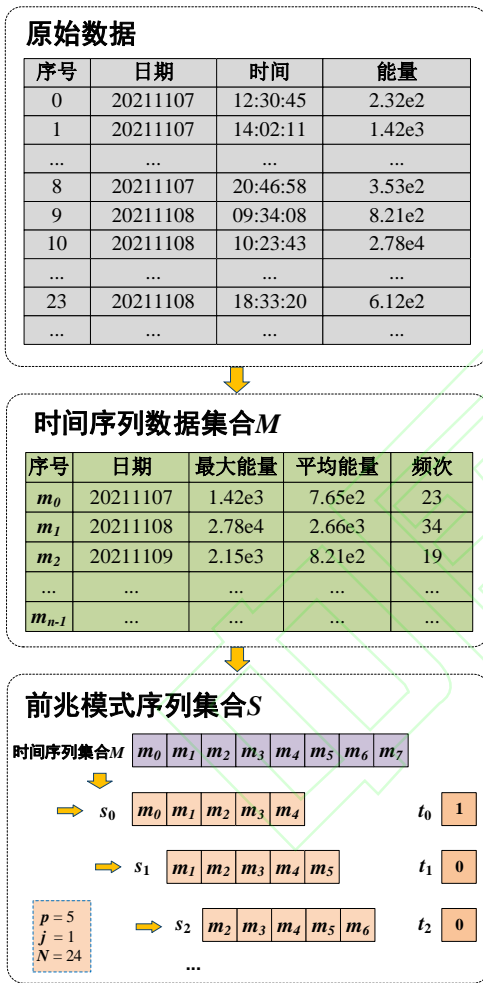 原始数据
序号 日期 时间 能量
0 20211107 12:30:45 2.32e2
1 20211107 14:02:11 1.42e3
... ... ... ...
8 20211107 20:46:58 3.53e2
9 20211108 09:34:08 8.21e2
10 20211108 10:23:43 2.78e4
... ... ... ...
23 20211108 18:33:20 6.12e2
... ... ... ...
时间序列数据集合M
序号 日期 最大能量 平均能量 频次
m0 20211107 1.42e3 7.65e2 23
m1 20211108 2.78e4 2.66e3 34
m2 20211109 2.15e3 8.21e2 19
... ... ... ... ...
mn-1 ... ... ... ...
前兆模式序列集合S
时间序列集合M m0 m1 m2 m3 m4 m5 m6 m7
s0 m0 m1 m2 m3 m4 t0 1
s1 m1 m2 m3 m4 m5 t1 0
s2 m2 m3 m4 m5 m6 t2 0
p = 5
j = 1
N = 24
...